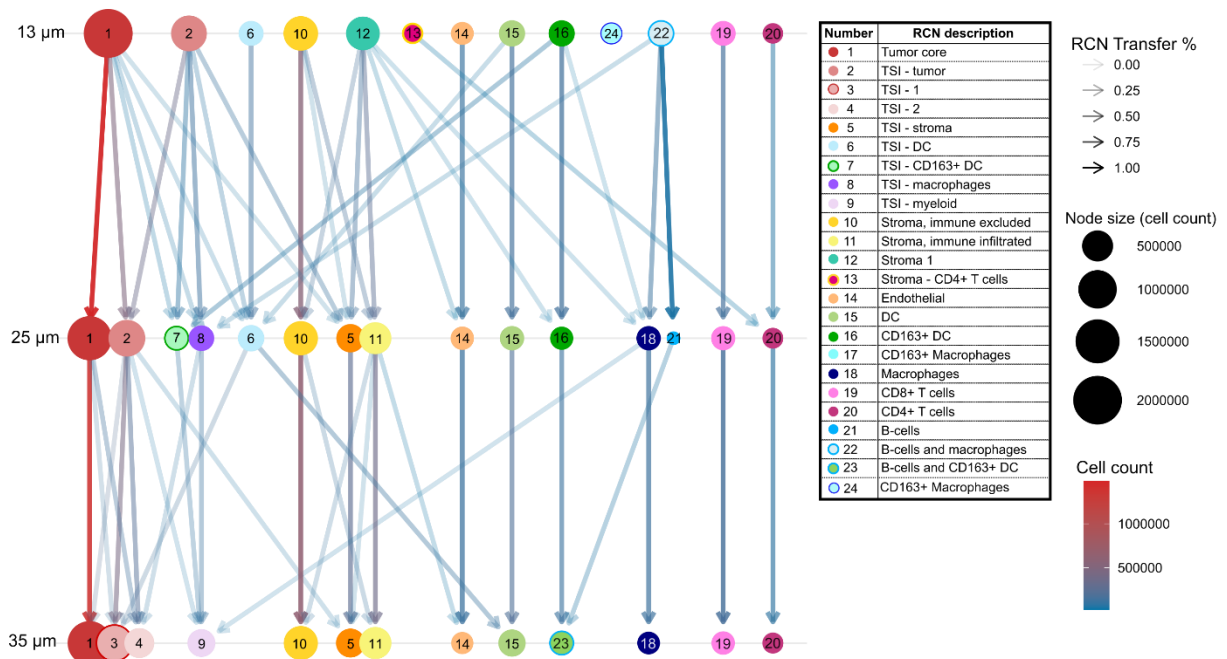 13 µm
1
2
6
10
12
13
14
15
16
24
22
19
20
25 µm
1
2
7
8
6
10
5
11
14
15
16
18
21
19
20
35 µm
1
3
4
9
10
5
11
14
15
23
18
19
20
Number RCN description
1 Tumor core
2 TSI - tumor
3 TSI - 1
4 TSI - 2
5 TSI - stroma
6 TSI - DC
7 TSI - CD163+ DC
8 TSI - macrophages
9 TSI - myeloid
10 Stroma, immune excluded
11 Stroma, immune infiltrated
12 Stroma 1
13 Stroma - CD4+ T cells
14 Endothelial
15 DC
16 CD163+ DC
17 CD163+ Macrophages
18 Macrophages
19 CD8+ T cells
20 CD4+ T cells
21 B-cells
22 B-cells and macrophages
23 B-cells and CD163+ DC
24 CD163+ Macrophages
RCN Transfer %
0.00
0.25
0.50
0.75
1.00
Node size (cell count)
500000
1000000
1500000
2000000
Cell count
1000000
500000